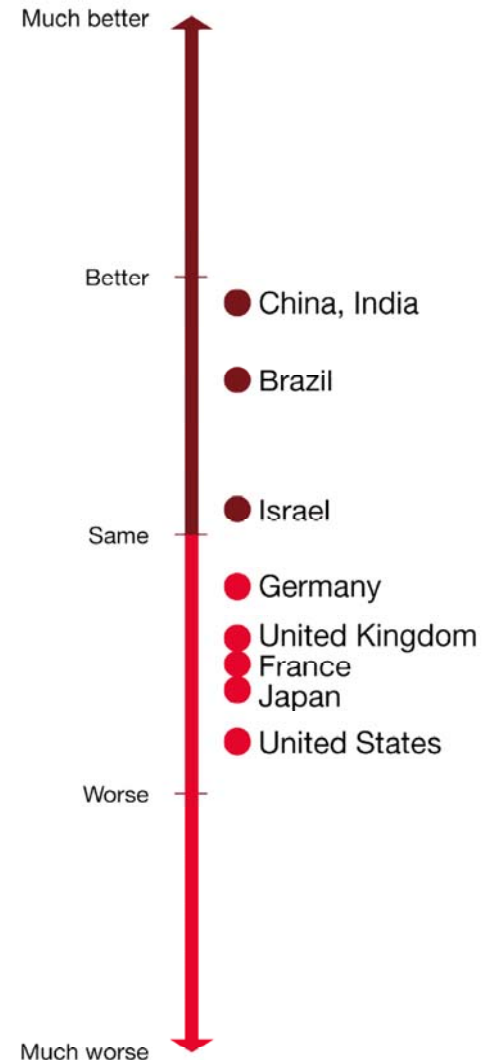 Much better
Better
China, India
Brazil
Israel
Same
Germany
United Kingdom
France
Japan
United States
Worse
Much worse